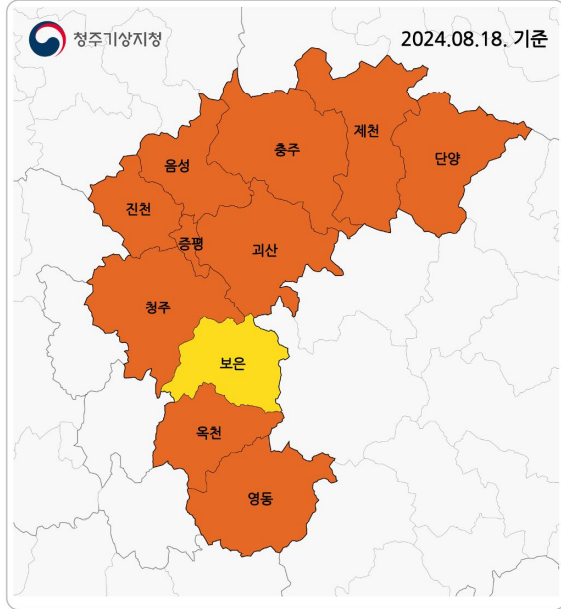 청주기상지청
2024.08.18. 기준
제천
충주
단양
음성
진천
증평
괴산
청주
보은
옥천
영동